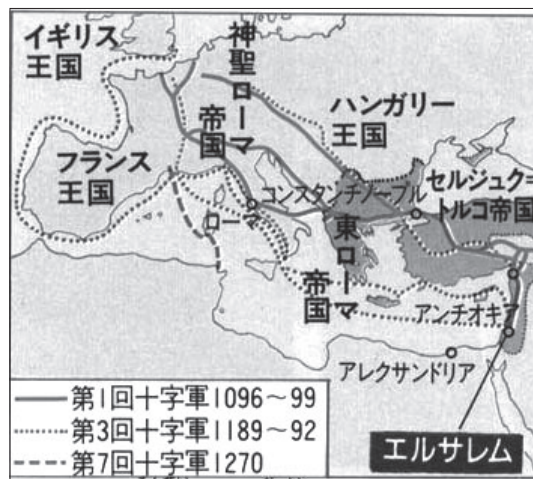 イギリス
王国
神聖ローマ
帝国
ハンガリー
王国
フランス
王国
セルジュク=
トルコ帝国
コンスタンチノープル
ローマ
東ローマ
帝国
アンチオキア
アレクサンドリア
エルサレム
第1回十字軍1096～99
第3回十字軍1189～92
第7回十字軍1270